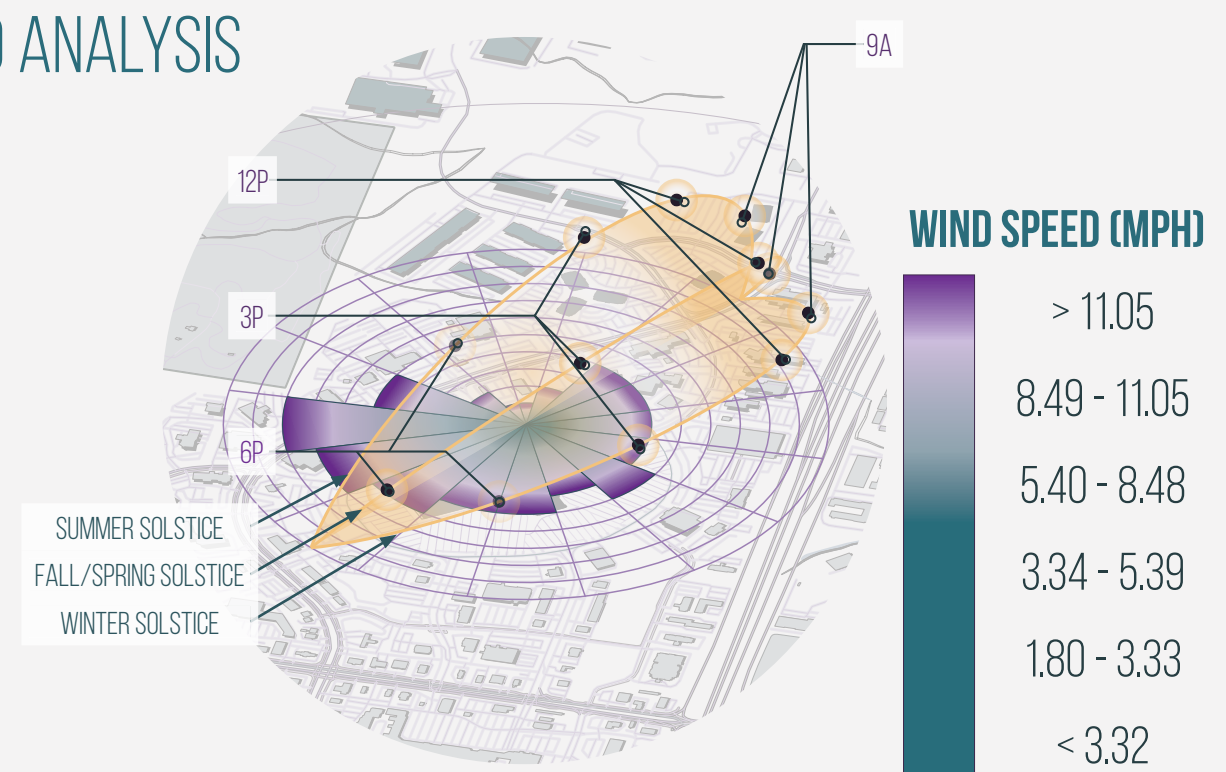 ANALYSIS
9A
12P
3P
6P
SUMMER SOLSTICE
FALL/SPRING SOLSTICE
WINTER SOLSTICE
WIND SPEED (MPH)
> 11.05
8.49 - 11.05
5.40 - 8.48
3.34 - 5.39
1.80 - 3.33
< 3.32